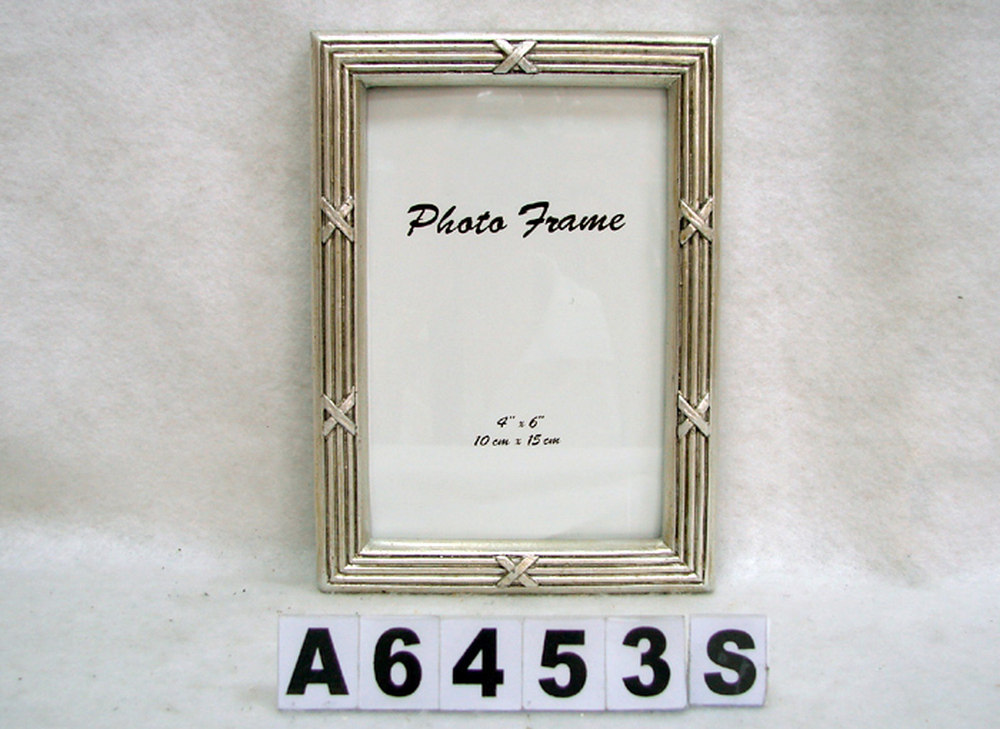 Photo Frame
4" x 6"
10 cm x 15 cm
A6453S